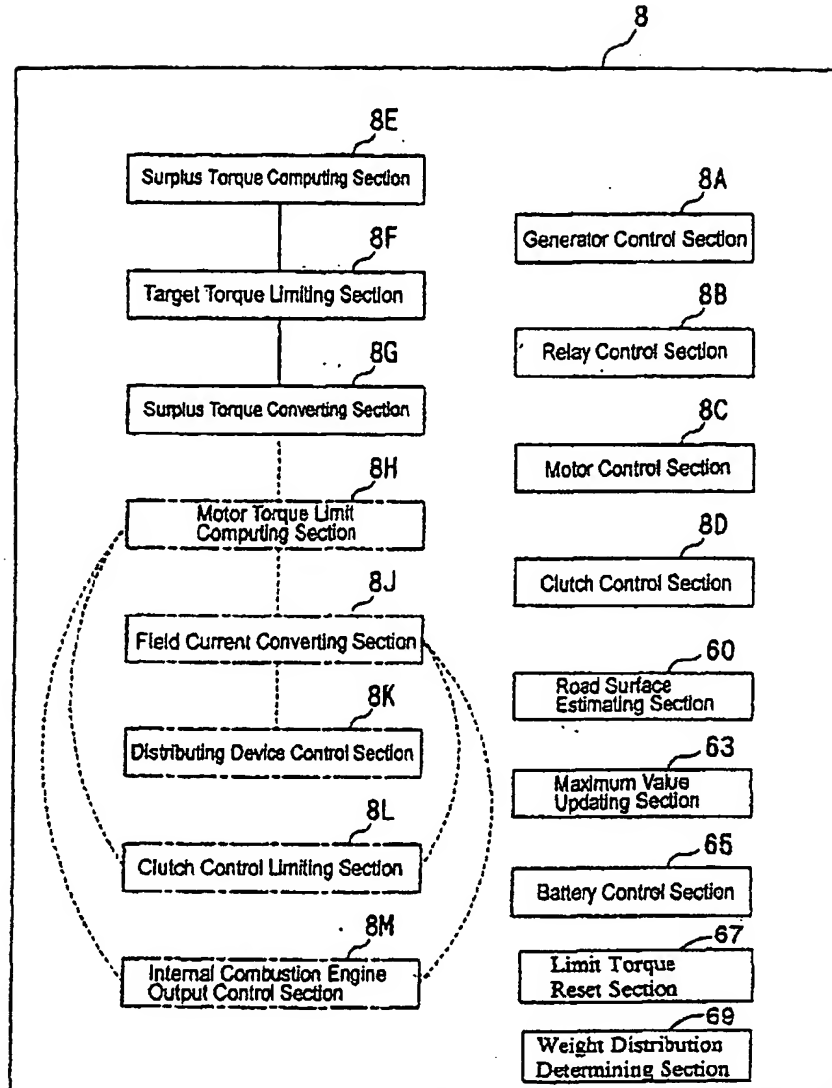 8
8E
Surplus Torque Computing Section
8F
Target Torque Limiting Section
8G
Surplus Torque Converting Section
8H
Motor Torque Limit
Computing Section
8J
Field Current Converting Section
8K
Distributing Device Control Section
8L
Clutch Control Limiting Section
8M
Internal Combustion Engine
Output Control Section
8A
Generator Control Section
8B
Relay Control Section
8C
Motor Control Section
8D
Clutch Control Section
60
Road Surface
Estimating Section
63
Maximum Value
Updating Section
65
Battery Control Section
67
Limit Torque
Reset Section
69
Weight Distribution
Determining Section